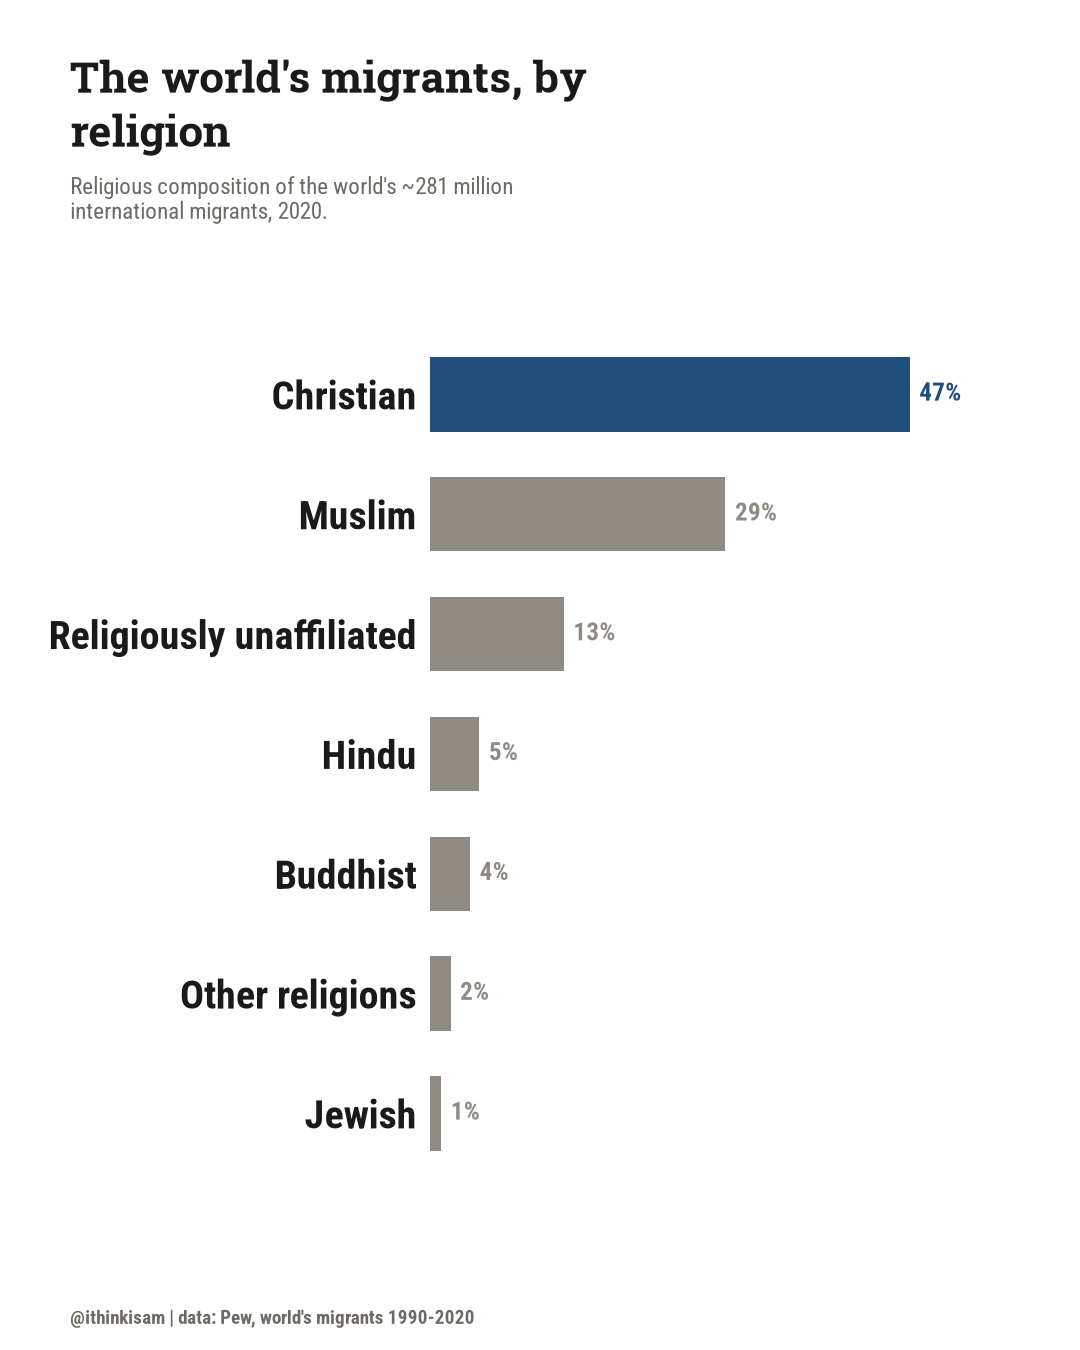 The world's migrants, by
religion
Religious composition of the world's ~281 million
international migrants, 2020.
Christian 47%
Muslim 29%
Religiously unaffiliated 13%
Hindu 5%
Buddhist 4%
Other religions 2%
Jewish 1%
@ithinkisam | data: Pew, world's migrants 1990-2020